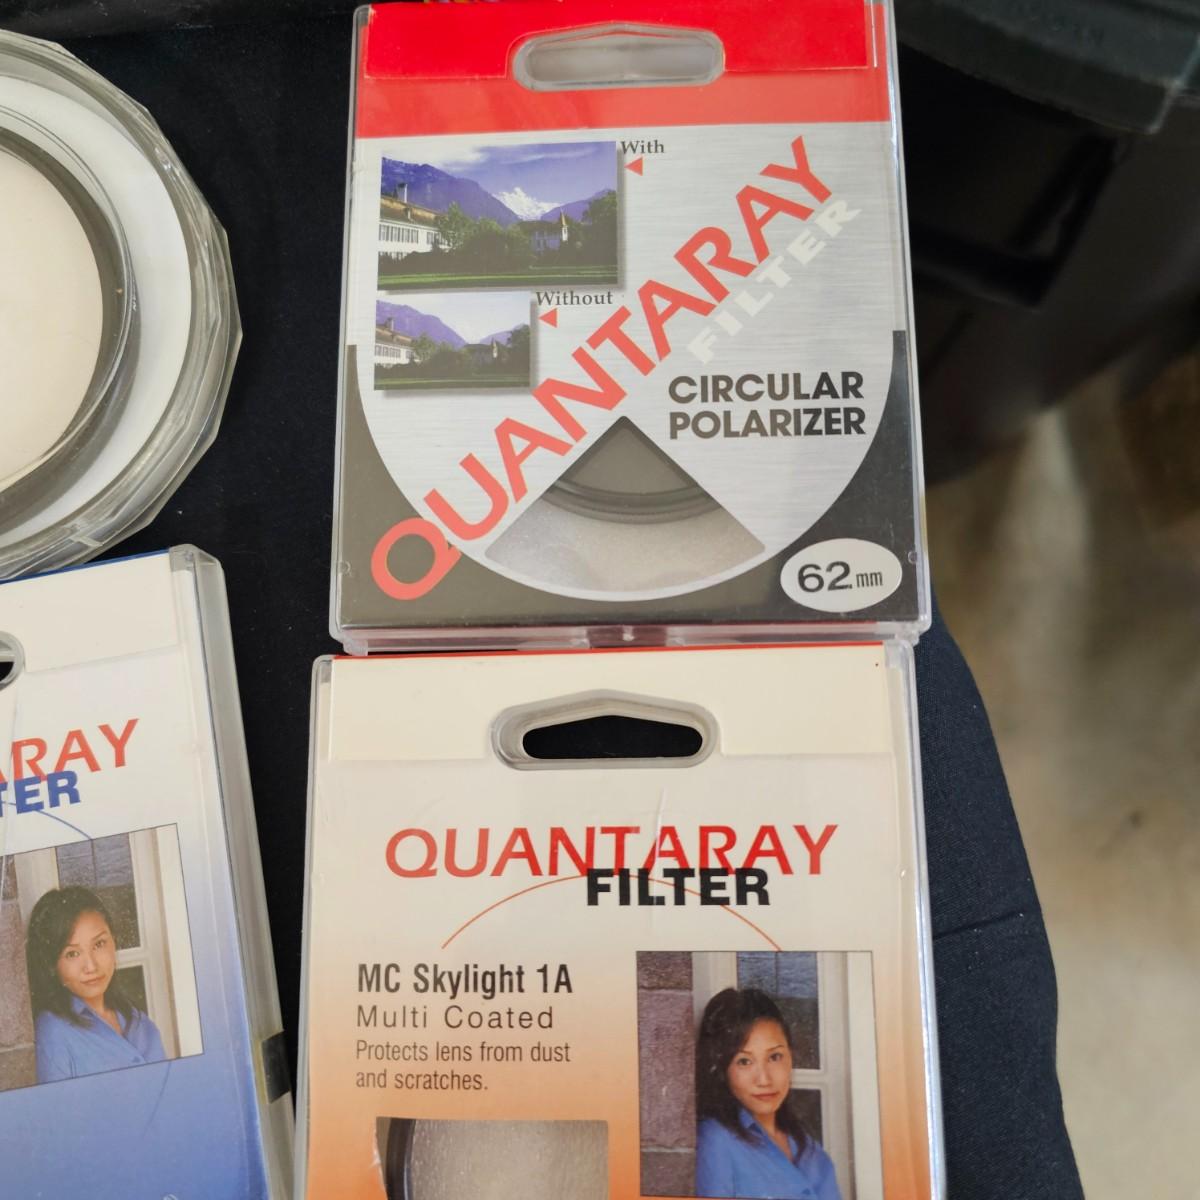 With
Without
QUANTARAY
FILTER
CIRCULAR
POLARIZER
62mm
RAY
TER
QUANTARAY
FILTER
MC Skylight 1A
Multi Coated
Protects lens from dust
and scratches.